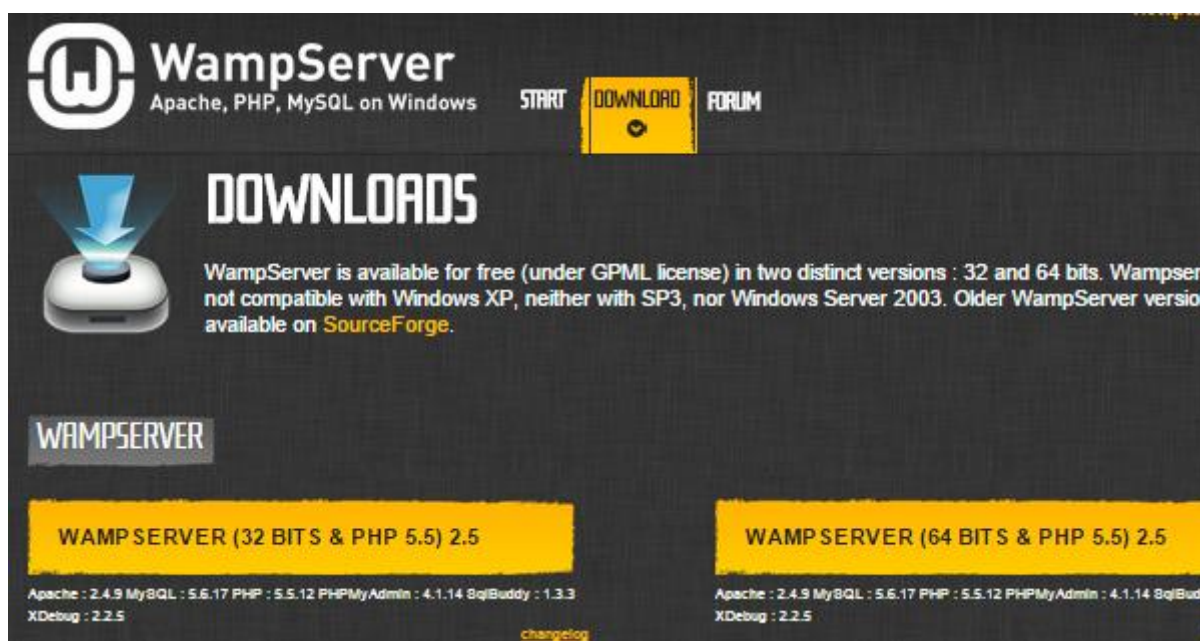 WampServer
Apache, PHP, MySQL on Windows
START
DOWNLOAD
FORUM
DOWNLOADS
WampServer is available for free (under GPML license) in two distinct versions : 32 and 64 bits. Wampser
not compatible with Windows XP, neither with SP3, nor Windows Server 2003. Older WampServer versio
available on SourceForge.
WAMPSERVER
WAMPSERVER (32 BITS & PHP 5.5) 2.5
WAMPSERVER (64 BITS & PHP 5.5) 2.5
Apache : 2.4.9 MySQL : 5.6.17 PHP : 5.5.12 PHPMyAdmin : 4.1.14 SqlBuddy : 1.3.3
XDebug : 2.2.5
changelog
Apache : 2.4.9 MySQL : 5.6.17 PHP : 5.5.12 PHPMyAdmin : 4.1.14 SqlBud
XDebug : 2.2.5